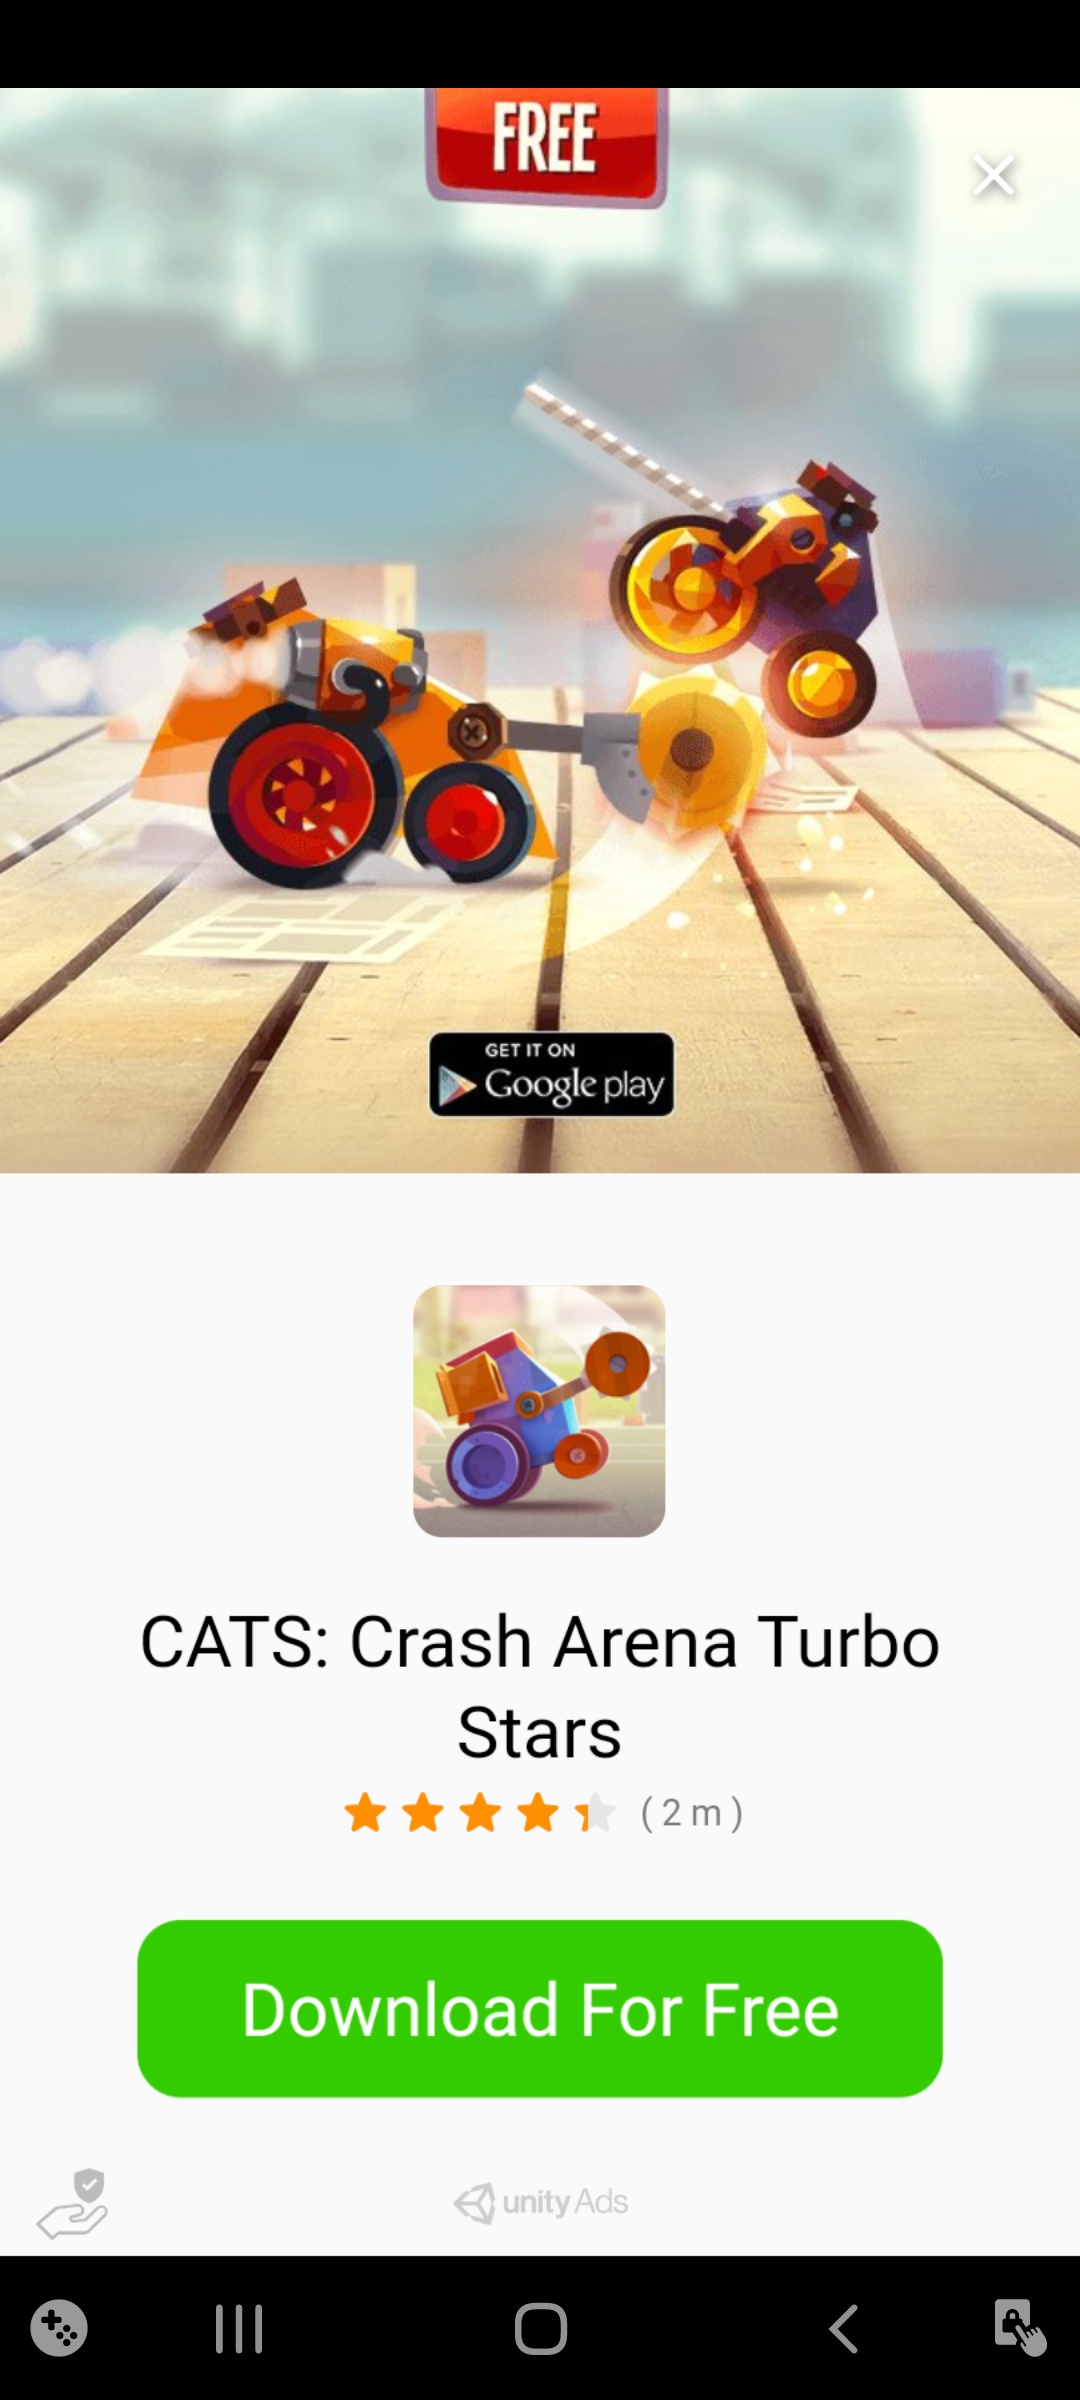 FREE
GET IT ON
Google play
CATS: Crash Arena Turbo
Stars
( 2 m )
Download For Free
unity Ads